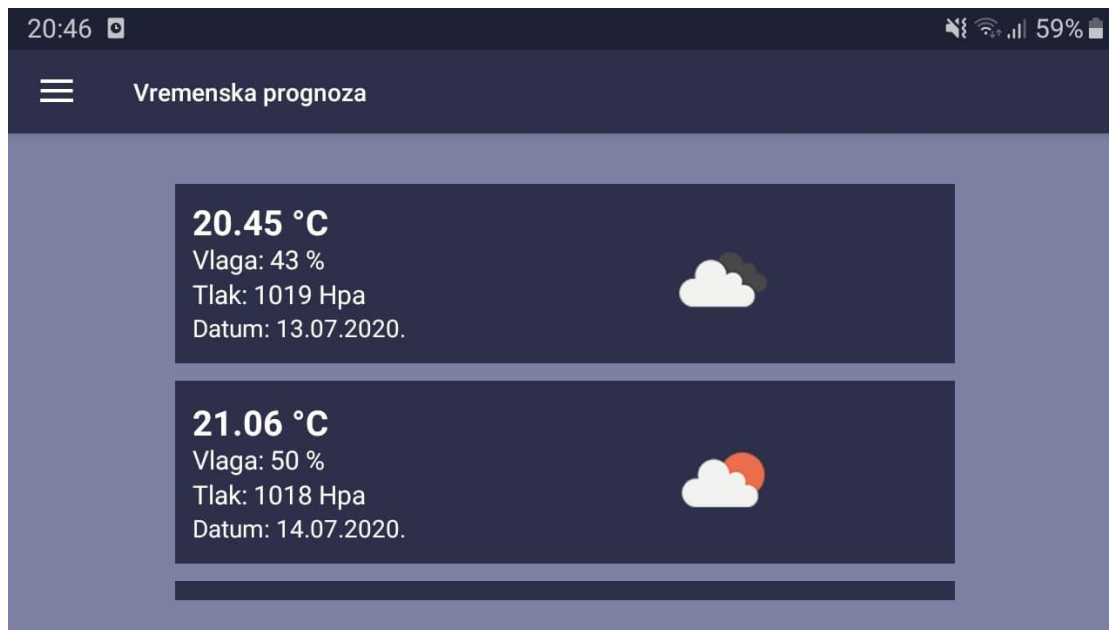 20:46 59%
Vremenska prognoza
20.45 °C
Vlaga: 43 %
Tlak: 1019 Hpa
Datum: 13.07.2020.
21.06 °C
Vlaga: 50 %
Tlak: 1018 Hpa
Datum: 14.07.2020.